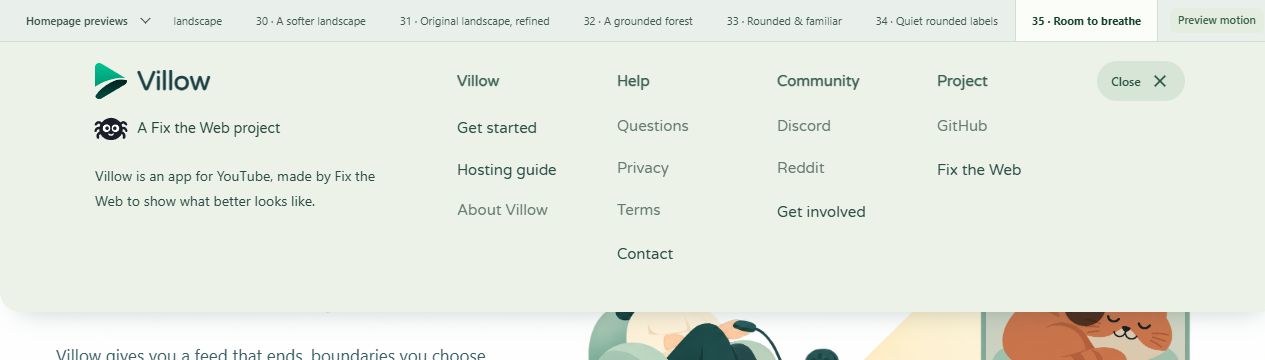 Homepage previews
landscape
30 · A softer landscape
31 · Original landscape, refined
32 · A grounded forest
33 · Rounded & familiar
34 · Quiet rounded labels
35 · Room to breathe
Preview motion
Villow
A Fix the Web project
Villow is an app for YouTube, made by Fix the
Web to show what better looks like.
Villow
Get started
Hosting guide
About Villow
Help
Questions
Privacy
Terms
Contact
Community
Discord
Reddit
Get involved
Project
GitHub
Fix the Web
Close
Villow gives you a feed that ends, boundaries you choose